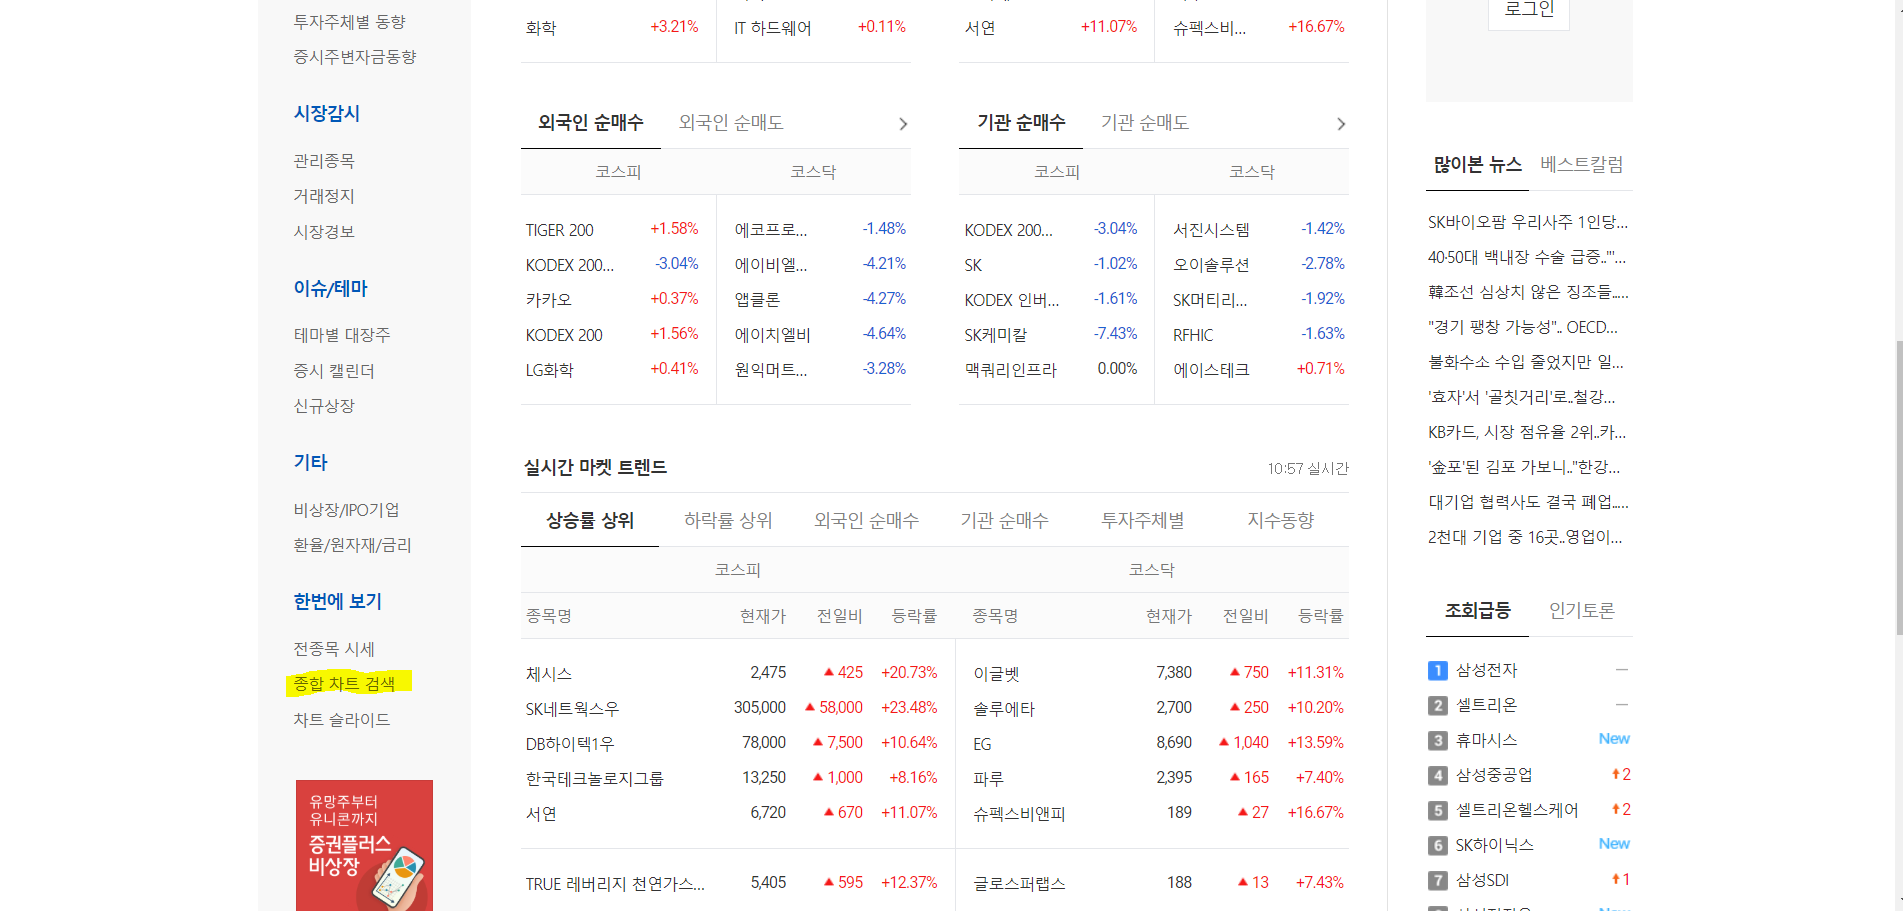 투자주체별 동향
증시주변자금동향
시장감시
관리종목
거래정지
시장경보
이슈/테마
테마별 대장주
증시 캘린더
신규상장
기타
비상장/IPO기업
환율/원자재/금리
한번에 보기
전종목 시세
종합 차트 검색
차트 슬라이드
유망주부터
유니콘까지
증권플러스
비상장
화학 +3.21% IT 하드웨어 +0.11%
서연 +11.07% 슈펙스비... +16.67%
외국인 순매수 외국인 순매도
코스피 코스닥
TIGER 200 +1.58% 에코프로... -1.48%
KODEX 200... -3.04% 에이비엘... -4.21%
카카오 +0.37% 앱클론 -4.27%
KODEX 200 +1.56% 에이치엘비 -4.64%
LG화학 +0.41% 원익머트... -3.28%
기관 순매수 기관 순매도
코스피 코스닥
KODEX 200... -3.04% 서진시스템 -1.42%
SK -1.02% 오이솔루션 -2.78%
KODEX 인버... -1.61% SK머티리... -1.92%
SK케미칼 -7.43% RFHIC -1.63%
맥쿼리인프라 0.00% 에이스테크 +0.71%
실시간 마켓 트렌드 10:57 실시간
상승률 상위 하락률 상위 외국인 순매수 기관 순매수 투자주체별 지수동향
코스피 코스닥
종목명 현재가 전일비 등락률 종목명 현재가 전일비 등락률
체시스 2,475 ▲ 425 +20.73% 이글벳 7,380 ▲ 750 +11.31%
SK네트웍스우 305,000 ▲ 58,000 +23.48% 솔루에타 2,700 ▲ 250 +10.20%
DB하이텍1우 78,000 ▲ 7,500 +10.64% EG 8,690 ▲ 1,040 +13.59%
한국테크놀로지그룹 13,250 ▲ 1,000 +8.16% 파루 2,395 ▲ 165 +7.40%
서연 6,720 ▲ 670 +11.07% 슈펙스비앤피 189 ▲ 27 +16.67%
TRUE 레버리지 천연가스... 5,405 ▲ 595 +12.37% 글로스퍼랩스 188 ▲ 13 +7.43%
로그인
많이본 뉴스 베스트칼럼
SK바이오팜 우리사주 1인당...
40·50대 백내장 수술 급증.."'...
韓조선 심상치 않은 징조들.....
"경기 팽창 가능성".. OECD...
불화수소 수입 줄었지만 일...
'효자'서 '골칫거리'로..철강...
KB카드, 시장 점유율 2위..카...
'金포'된 김포 가보니.."한강...
대기업 협력사도 결국 폐업.....
2천대 기업 중 16곳..영업이...
조회급등 인기토론
1 삼성전자 –
2 셀트리온 –
3 휴마시스 New
4 삼성중공업 ↑2
5 셀트리온헬스케어 ↑2
6 SK하이닉스 New
7 삼성SDI ↑1